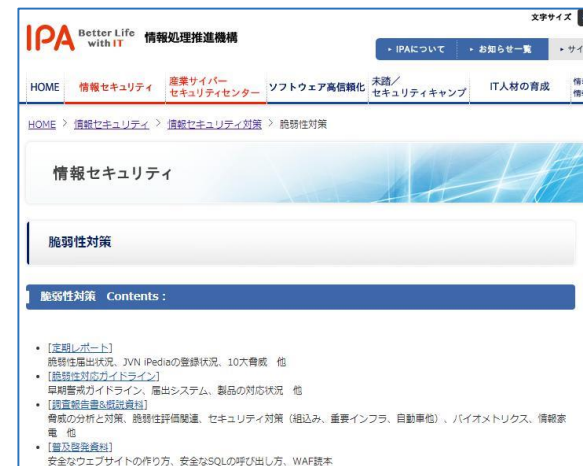 文字サイズ
IPA Better Life with IT 情報処理推進機構
▸ IPAについて ▸ お知らせ一覧 ▸ サイ
HOME 情報セキュリティ 産業サイバーセキュリティセンター ソフトウェア高信頼化 未踏／セキュリティキャンプ IT人材の育成
HOME > 情報セキュリティ > 情報セキュリティ対策 > 脆弱性対策
情報セキュリティ
脆弱性対策
脆弱性対策 Contents：
• [定期レポート]
脆弱性届出状況、JVN iPediaの登録状況、10大脅威 他
• [脆弱性対応ガイドライン]
早期警戒ガイドライン、届出システム、製品の対応状況 他
• [調査報告書&概説資料]
脅威の分析と対策、脆弱性評価関連、セキュリティ対策（組込み、重要インフラ、自動車他）、バイオメトリクス、情報家
電 他
• [普及啓発資料]
安全なウェブサイトの作り方、安全なSQLの呼び出し方、WAF読本